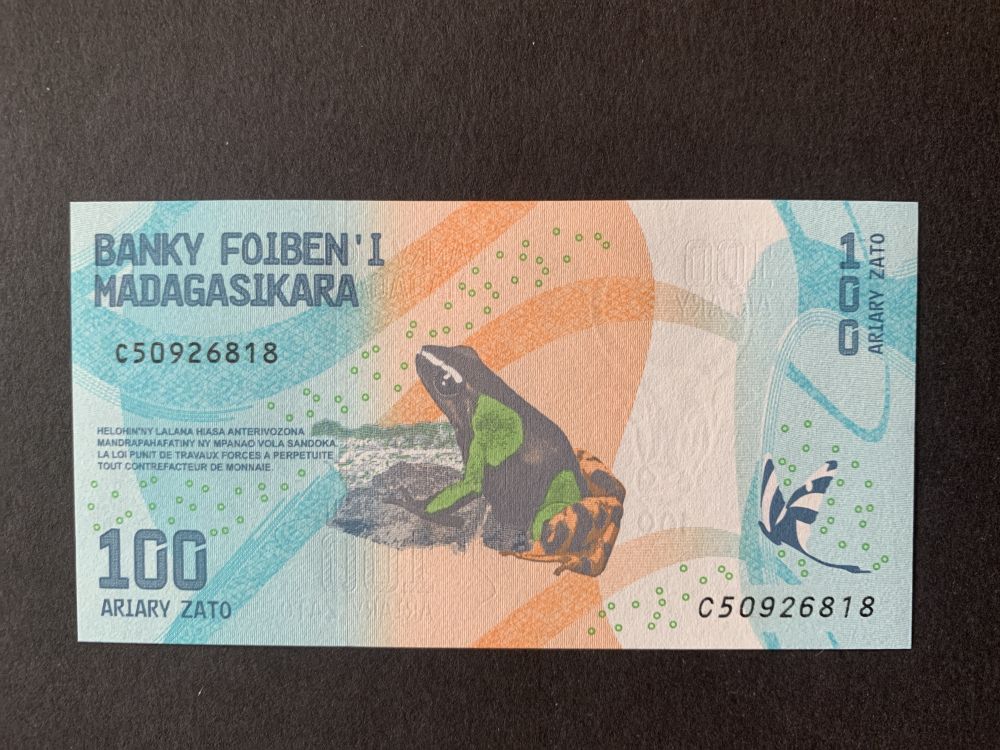 BANKY FOIBEN'I
MADAGASIKARA
C50926818
HELOHIN'NY LALANA HIASA ANTERIVOZONA
MANDRAPAHAFATINY NY MPANAO VOLA SANDOKA
LA LOI PUNIT DE TRAVAUX FORCES A PERPETUITE
TOUT CONTREFACTEUR DE MONNAIE.
100
ARIARY ZATO
100
ARIARY ZATO
C50926818